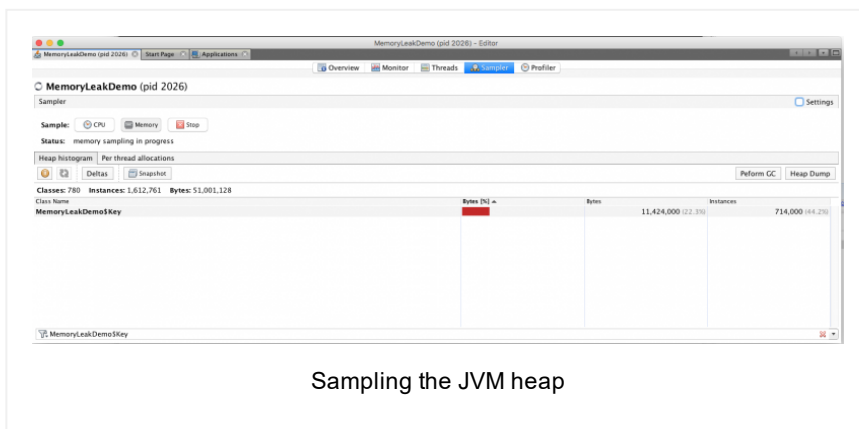 MemoryLeakDemo (pid 2026) - Editor
MemoryLeakDemo (pid 2026) Start Page Applications
Overview Monitor Threads Sampler Profiler
MemoryLeakDemo (pid 2026)
Sampler Settings
Sample: CPU Memory Stop
Status: memory sampling in progress
Heap histogram Per thread allocations
Deltas Snapshot Peform GC Heap Dump
Classes: 780 Instances: 1,612,761 Bytes: 51,001,128
Class Name Bytes [%] Bytes Instances
MemoryLeakDemo$Key 11,424,000 (22.3%) 714,000 (44.2%)
MemoryLeakDemo$Key
Sampling the JVM heap